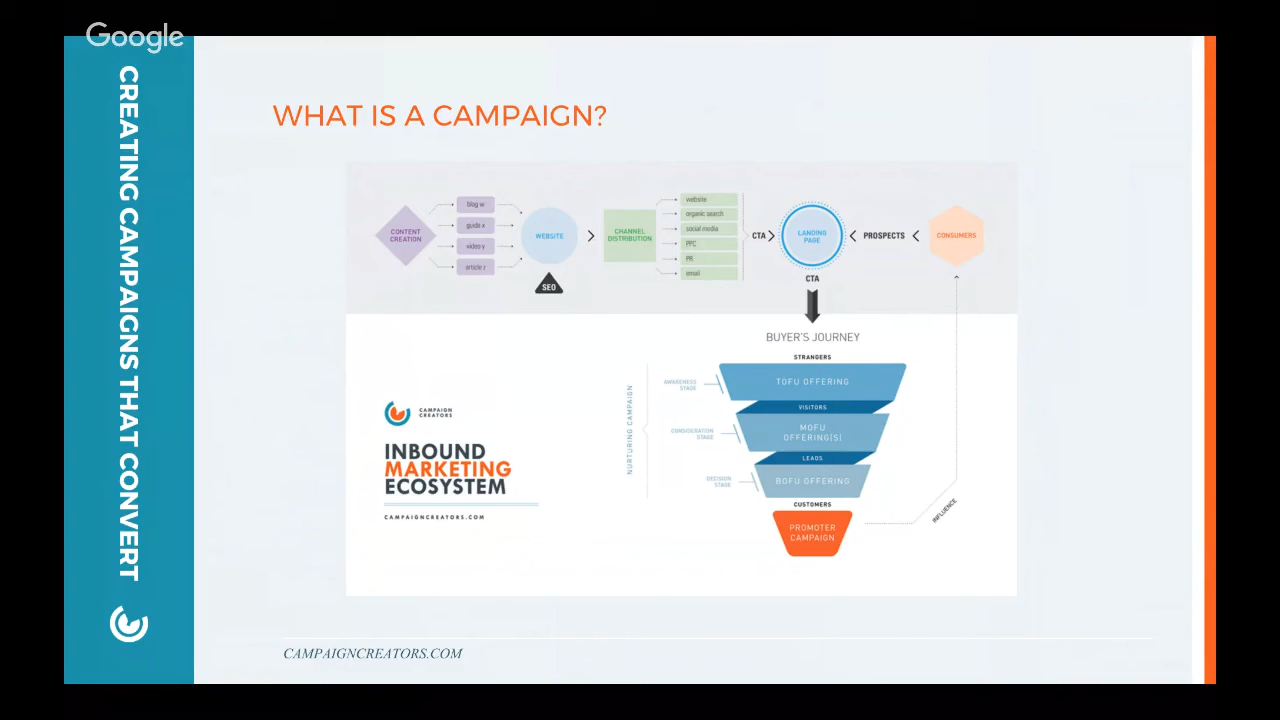 Google
CREATING CAMPAIGNS THAT CONVERT
WHAT IS A CAMPAIGN?
CONTENT
CREATION
blog w
guide x
video y
article z
WEBSITE
SEO
CHANNEL
DISTRIBUTION
website
organic search
social media
PPC
PR
email
CTA
LANDING
PAGE
PROSPECTS
CONSUMERS
CTA
BUYER'S JOURNEY
STRANGERS
AWARENESS
STAGE
TOFU OFFERING
VISITORS
CONSIDERATION
STAGE
MOFU
OFFERING(S)
LEADS
DECISION
STAGE
BOFU OFFERING
CUSTOMERS
PROMOTER
CAMPAIGN
NURTURING CAMPAIGN
INFLUENCE
CAMPAIGN
CREATORS
INBOUND
MARKETING
ECOSYSTEM
CAMPAIGNCREATORS.COM
CAMPAIGNCREATORS.COM